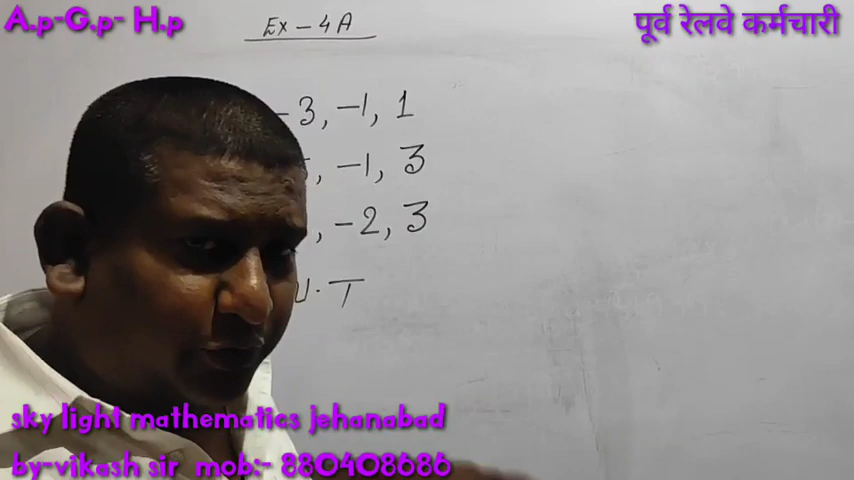 A.p-G.p- H.p
पूर्व रेलवे कर्मचारी
Ex - 4A
-3, -1, 1
, -1, 3
, -2, 3
. T
sky light mathematics jehanabad
by-vikash sir mob:- 880408686